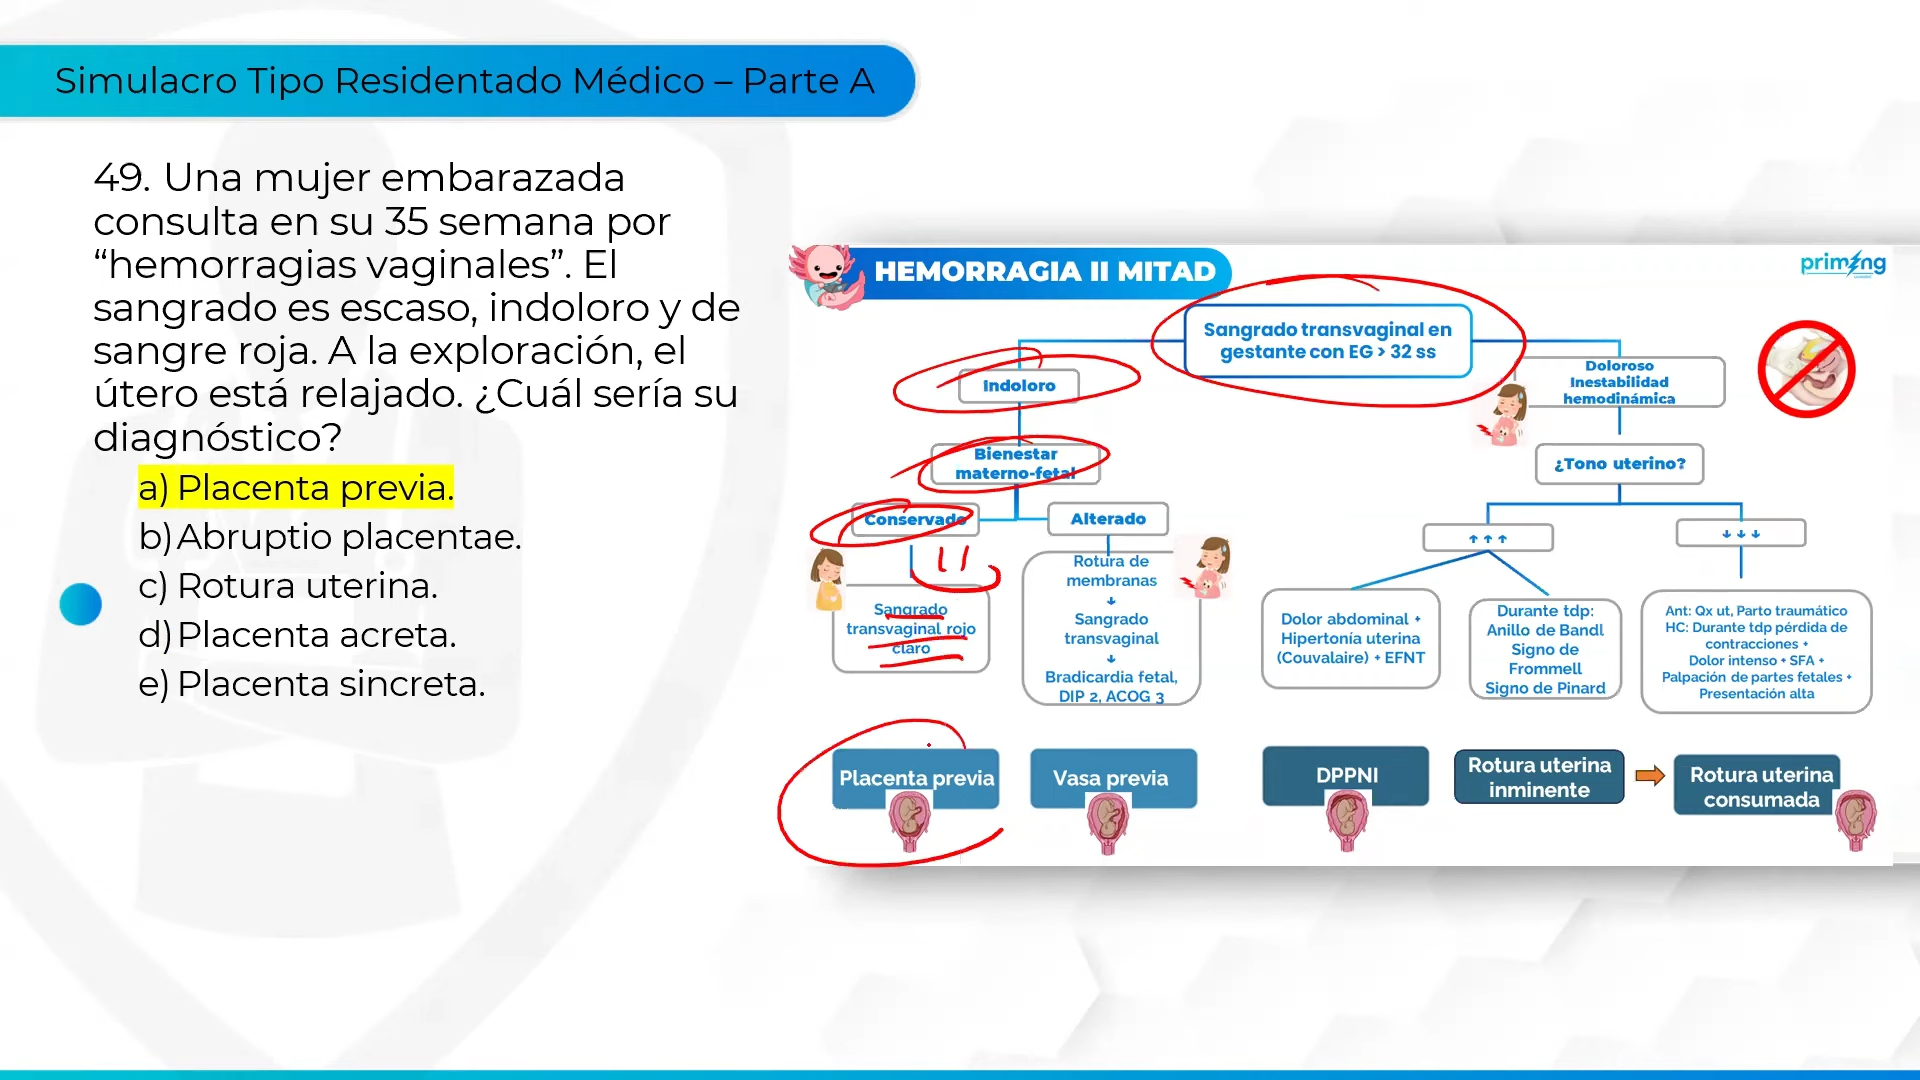 Simulacro Tipo Residentado Médico – Parte A
49. Una mujer embarazada
consulta en su 35 semana por
“hemorragias vaginales”. El
sangrado es escaso, indoloro y de
sangre roja. A la exploración, el
útero está relajado. ¿Cuál sería su
diagnóstico?
a) Placenta previa.
b) Abruptio placentae.
c) Rotura uterina.
d) Placenta acreta.
e) Placenta sincreta.
HEMORRAGIA II MITAD
priming
Sangrado transvaginal en
gestante con EG > 32 ss
Indoloro
Bienestar
materno-fetal
Conservado
Alterado
Sangrado
transvaginal rojo
claro
Rotura de
membranas
↓
Sangrado
transvaginal
↓
Bradicardia fetal,
DIP 2, ACOG 3
Doloroso
Inestabilidad
hemodinámica
¿Tono uterino?
↑ ↑ ↑
↓ ↓ ↓
Dolor abdominal +
Hipertonía uterina
(Couvalaire) + EFNT
Durante tdp:
Anillo de Bandl
Signo de
Frommell
Signo de Pinard
Ant: Qx ut, Parto traumático
HC: Durante tdp pérdida de
contracciones +
Dolor intenso + SFA +
Palpación de partes fetales +
Presentación alta
Placenta previa
Vasa previa
DPPNI
Rotura uterina
inminente
Rotura uterina
consumada